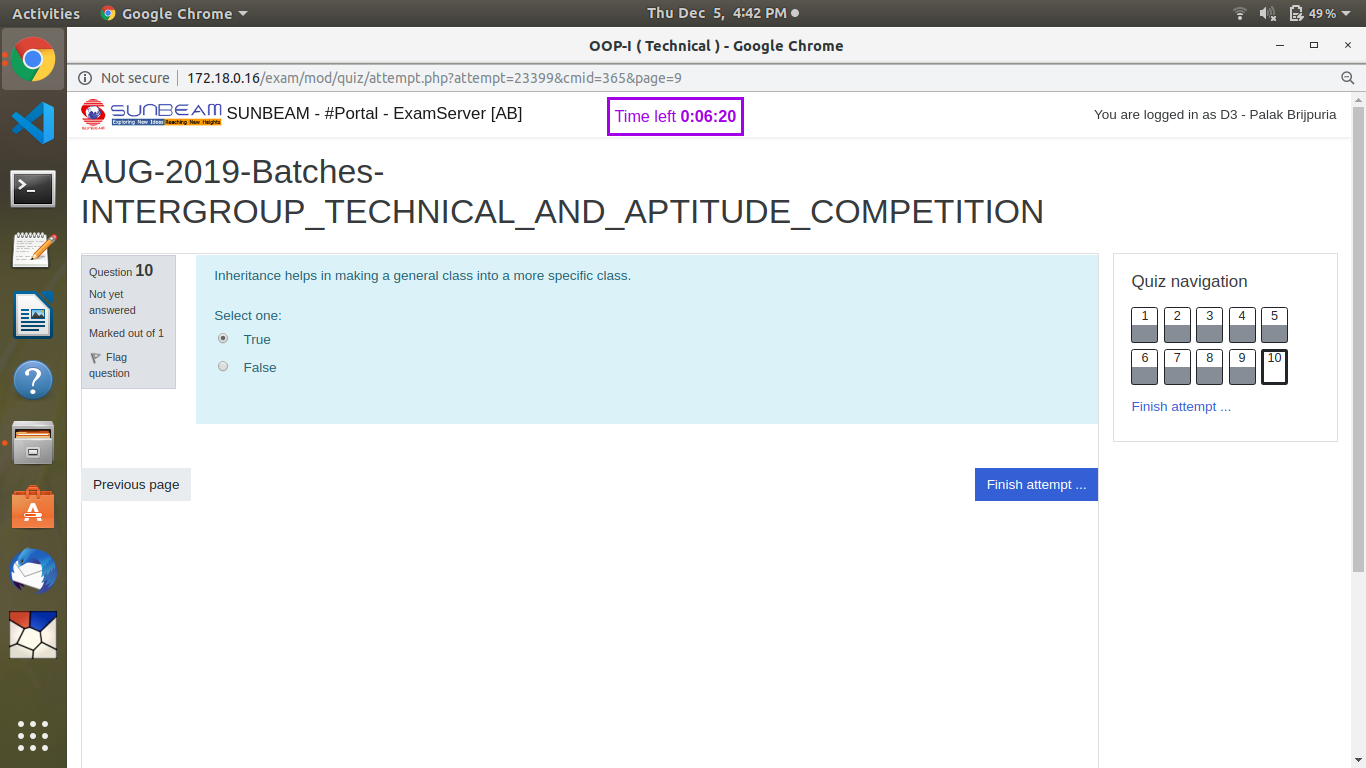 Activities Google Chrome Thu Dec 5, 4:42 PM 49 %
OOP-I ( Technical ) - Google Chrome
Not secure 172.18.0.16/exam/mod/quiz/attempt.php?attempt=23399&cmid=365&page=9
SUNBEAM
Exploring New Ideas Reaching New Heights
SUNBEAM
SUNBEAM - #Portal - ExamServer [AB]
Time left 0:06:20
You are logged in as D3 - Palak Brijpuria
AUG-2019-Batches-
INTERGROUP_TECHNICAL_AND_APTITUDE_COMPETITION
Question 10
Not yet
answered
Marked out of 1
Flag
question
Inheritance helps in making a general class into a more specific class.
Select one:
True
False
Previous page
Finish attempt ...
Quiz navigation
1 2 3 4 5
6 7 8 9 10
Finish attempt ...